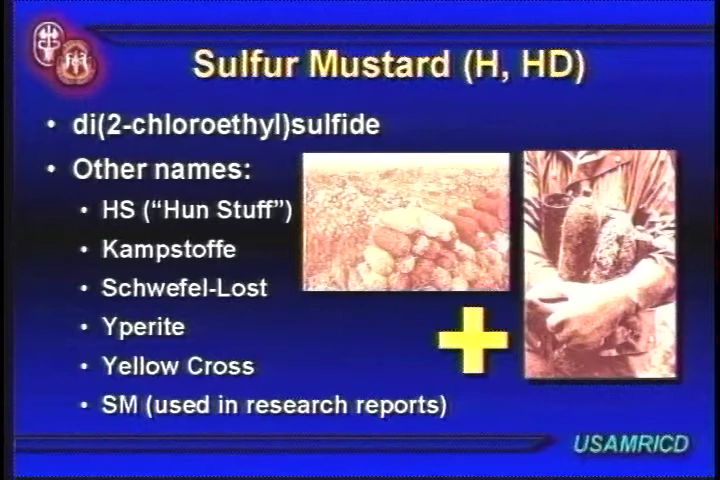 Sulfur Mustard (H, HD)
• di(2-chloroethyl)sulfide
• Other names:
• HS (“Hun Stuff”)
• Kampstoffe
• Schwefel-Lost
• Yperite
• Yellow Cross
• SM (used in research reports)
USAMRICD